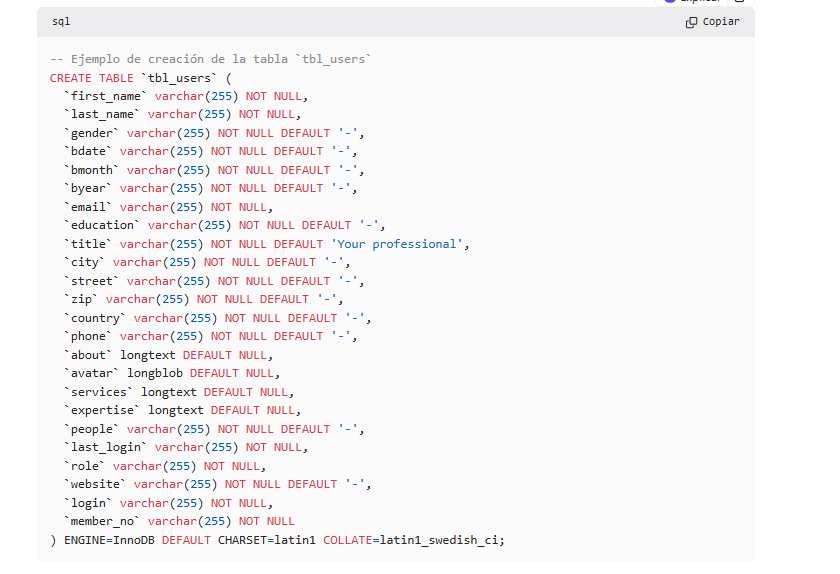 Explicar
sql
Copiar
-- Ejemplo de creación de la tabla `tbl_users`
CREATE TABLE `tbl_users` (
`first_name` varchar(255) NOT NULL,
`last_name` varchar(255) NOT NULL,
`gender` varchar(255) NOT NULL DEFAULT '-',
`bdate` varchar(255) NOT NULL DEFAULT '-',
`bmonth` varchar(255) NOT NULL DEFAULT '-',
`byear` varchar(255) NOT NULL DEFAULT '-',
`email` varchar(255) NOT NULL,
`education` varchar(255) NOT NULL DEFAULT '-',
`title` varchar(255) NOT NULL DEFAULT 'Your professional',
`city` varchar(255) NOT NULL DEFAULT '-',
`street` varchar(255) NOT NULL DEFAULT '-',
`zip` varchar(255) NOT NULL DEFAULT '-',
`country` varchar(255) NOT NULL DEFAULT '-',
`phone` varchar(255) NOT NULL DEFAULT '-',
`about` longtext DEFAULT NULL,
`avatar` longblob DEFAULT NULL,
`services` longtext DEFAULT NULL,
`expertise` longtext DEFAULT NULL,
`people` varchar(255) NOT NULL DEFAULT '-',
`last_login` varchar(255) NOT NULL,
`role` varchar(255) NOT NULL,
`website` varchar(255) NOT NULL DEFAULT '-',
`login` varchar(255) NOT NULL,
`member_no` varchar(255) NOT NULL
) ENGINE=InnoDB DEFAULT CHARSET=latin1 COLLATE=latin1_swedish_ci;